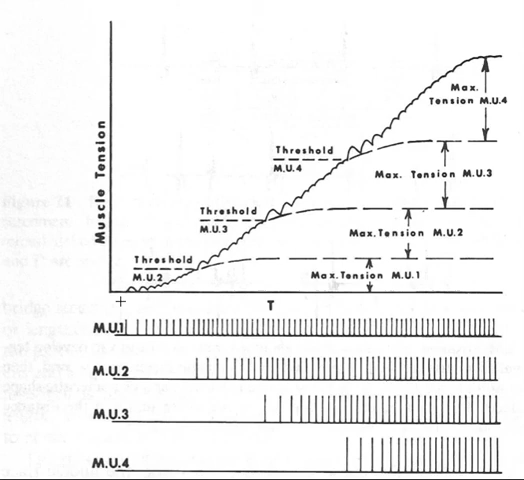 Muscle Tension
Max.
Tension M.U.4
Threshold
M.U.4
Max. Tension M.U.3
Threshold
M.U.3
Max.Tension M.U.2
Threshold
M.U.2
Max.Tension M.U.1
+
T
M.U.1
M.U.2
M.U.3
M.U.4